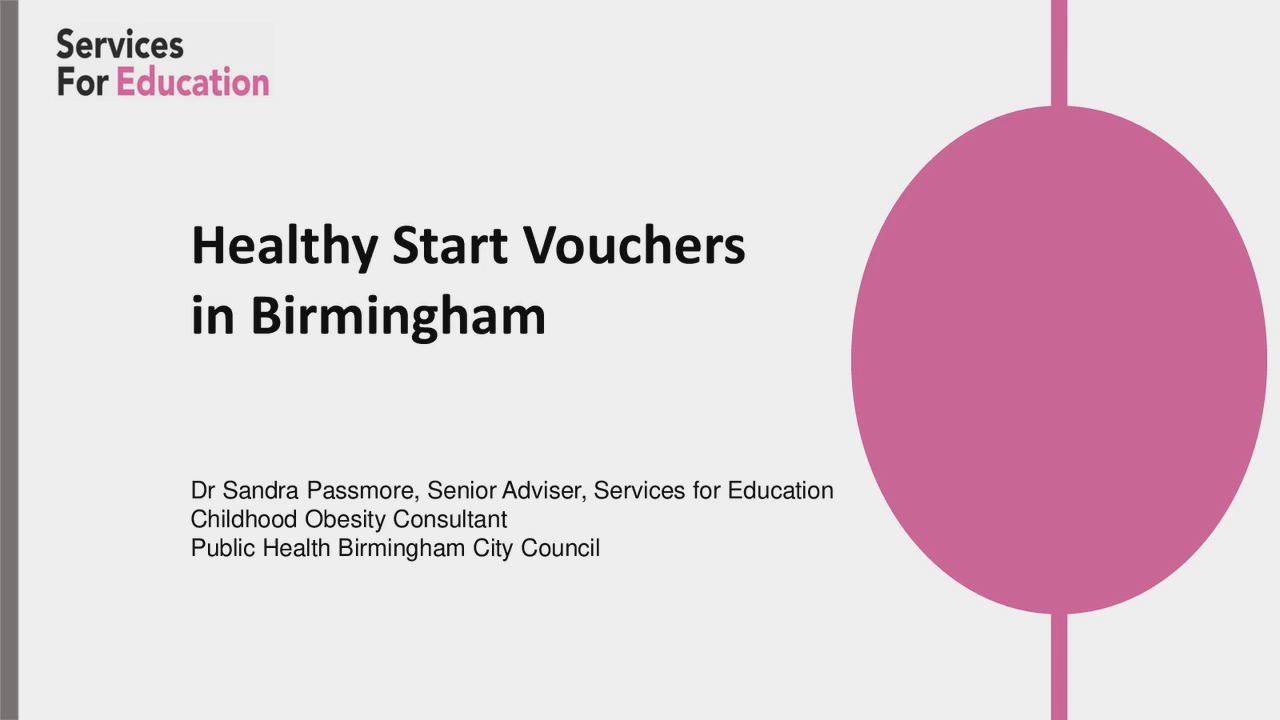 Services
For Education
Healthy Start Vouchers
in Birmingham
Dr Sandra Passmore, Senior Adviser, Services for Education
Childhood Obesity Consultant
Public Health Birmingham City Council